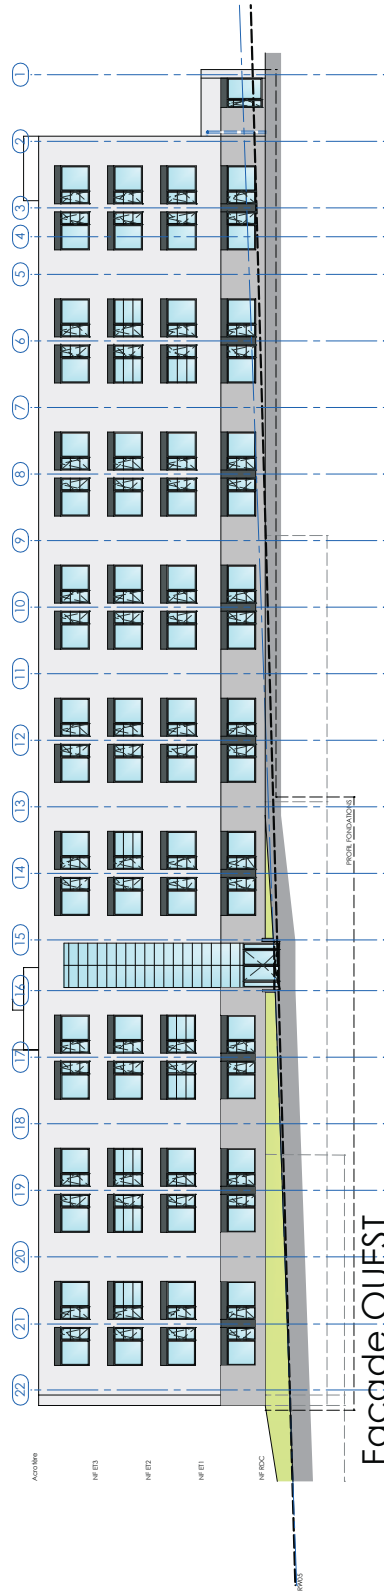 22 21 20 19 18 17 16 15 14 13 12 11 10 9 8 7 6 5 4 3 2 1
Acrotère
NF ET3
NF ET2
NF ET1
NF RDC
PROFIL FONDATIONS
Façade OUEST